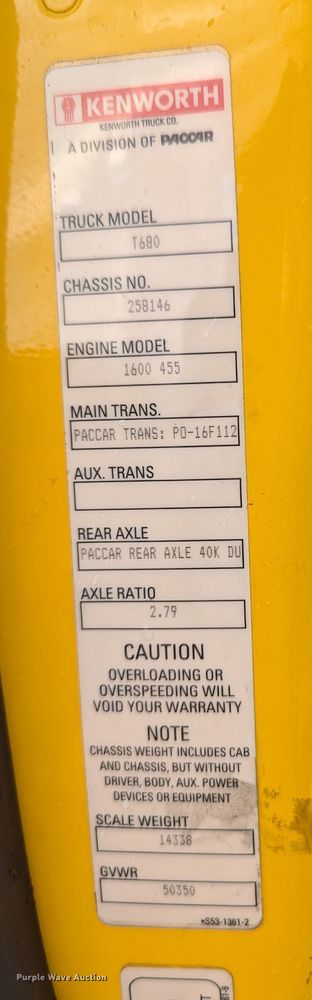 KENWORTH
KENWORTH TRUCK CO.
A DIVISION OF PACCAR
TRUCK MODEL
T680
CHASSIS NO.
258146
ENGINE MODEL
1600 455
MAIN TRANS.
PACCAR TRANS: PO-16F112
AUX. TRANS
REAR AXLE
PACCAR REAR AXLE 40K DU
AXLE RATIO
2.79
CAUTION
OVERLOADING OR
OVERSPEEDING WILL
VOID YOUR WARRANTY
NOTE
CHASSIS WEIGHT INCLUDES CAB
AND CHASSIS, BUT WITHOUT
DRIVER, BODY, AUX. POWER
DEVICES OR EQUIPMENT
SCALE WEIGHT
14338
GVWR
50350
*S53-1361-2
Purple Wave Auction